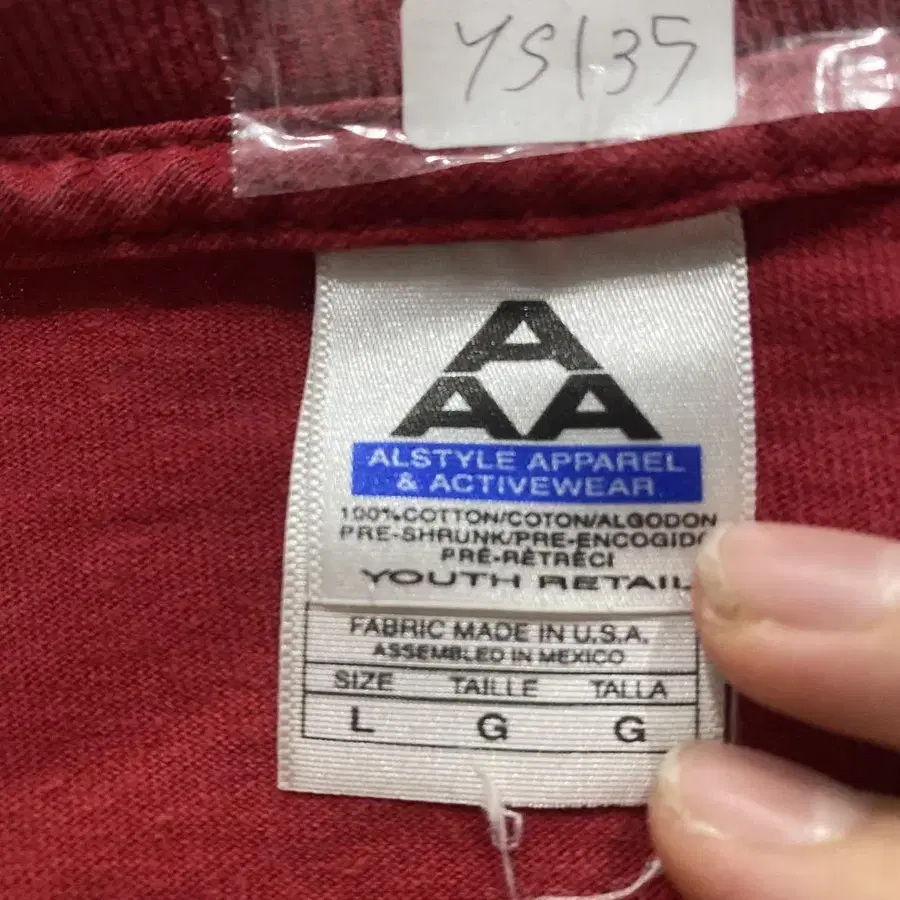 YS135
A
AA
ALSTYLE APPAREL
& ACTIVEWEAR
100% COTTON/COTON/ALGODON
PRE-SHRUNK/PRE-ENCOGIDO
PRÉ-RÉTRÉCI
YOUTH RETAIL
FABRIC MADE IN U.S.A.
ASSEMBLED IN MEXICO
SIZE TAILLE TALLA
L G G